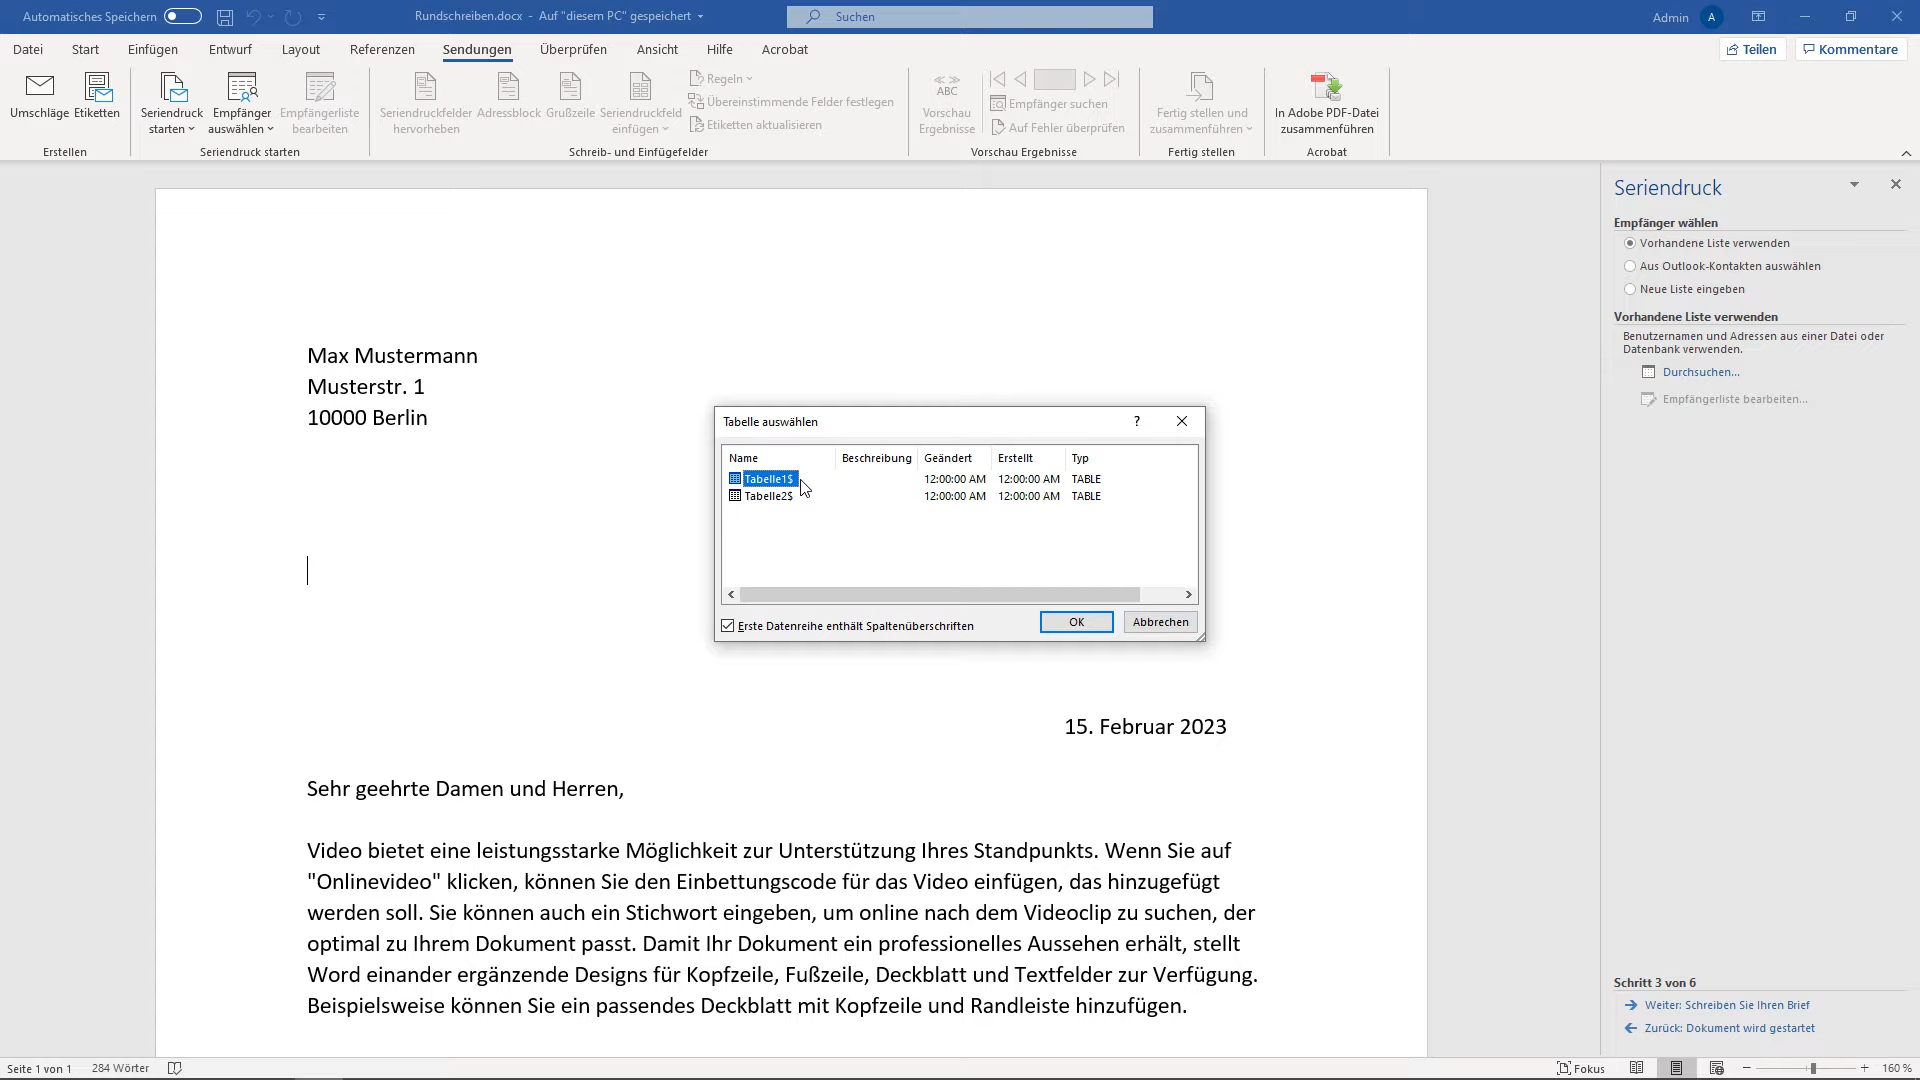 Automatisches Speichern
Rundschreiben.docx - Auf "diesem PC" gespeichert
Suchen
Admin
A
Datei Start Einfügen Entwurf Layout Referenzen Sendungen Überprüfen Ansicht Hilfe Acrobat
Teilen Kommentare
Umschläge Etiketten
Erstellen
Seriendruck starten
Empfänger auswählen
Empfängerliste bearbeiten
Seriendruck starten
Seriendruckfelder hervorheben
Adressblock
Grußzeile
Seriendruckfeld einfügen
Regeln
Übereinstimmende Felder festlegen
Etiketten aktualisieren
Schreib- und Einfügefelder
ABC
Vorschau Ergebnisse
Empfänger suchen
Auf Fehler überprüfen
Vorschau Ergebnisse
Fertig stellen und zusammenführen
Fertig stellen
In Adobe PDF-Datei zusammenführen
Acrobat
Max Mustermann
Musterstr. 1
10000 Berlin
Tabelle auswählen
?
Name Beschreibung Geändert Erstellt Typ
Tabelle1$ 12:00:00 AM 12:00:00 AM TABLE
Tabelle2$ 12:00:00 AM 12:00:00 AM TABLE
Erste Datenreihe enthält Spaltenüberschriften
OK
Abbrechen
15. Februar 2023
Sehr geehrte Damen und Herren,
Video bietet eine leistungsstarke Möglichkeit zur Unterstützung Ihres Standpunkts. Wenn Sie auf
"Onlinevideo" klicken, können Sie den Einbettungscode für das Video einfügen, das hinzugefügt
werden soll. Sie können auch ein Stichwort eingeben, um online nach dem Videoclip zu suchen, der
optimal zu Ihrem Dokument passt. Damit Ihr Dokument ein professionelles Aussehen erhält, stellt
Word einander ergänzende Designs für Kopfzeile, Fußzeile, Deckblatt und Textfelder zur Verfügung.
Beispielsweise können Sie ein passendes Deckblatt mit Kopfzeile und Randleiste hinzufügen.
Seriendruck
Empfänger wählen
Vorhandene Liste verwenden
Aus Outlook-Kontakten auswählen
Neue Liste eingeben
Vorhandene Liste verwenden
Benutzernamen und Adressen aus einer Datei oder
Datenbank verwenden.
Durchsuchen...
Empfängerliste bearbeiten...
Schritt 3 von 6
Weiter: Schreiben Sie Ihren Brief
Zurück: Dokument wird gestartet
Seite 1 von 1 284 Wörter
Fokus
160 %